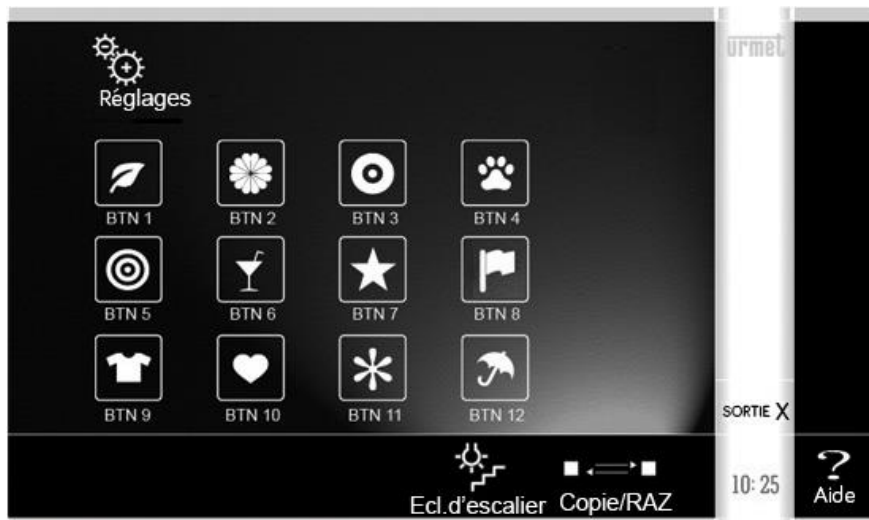 urmet
Réglages
BTN 1 BTN 2 BTN 3 BTN 4
BTN 5 BTN 6 BTN 7 BTN 8
BTN 9 BTN 10 BTN 11 BTN 12
SORTIE X
Ecl.d'escalier Copie/RAZ 10:25 Aide